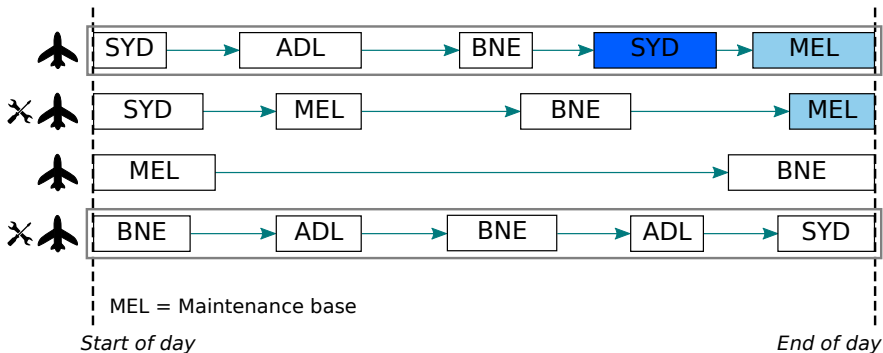 SYD ADL BNE SYD MEL
SYD MEL BNE MEL
MEL BNE
BNE ADL BNE ADL SYD
MEL = Maintenance base
Start of day End of day